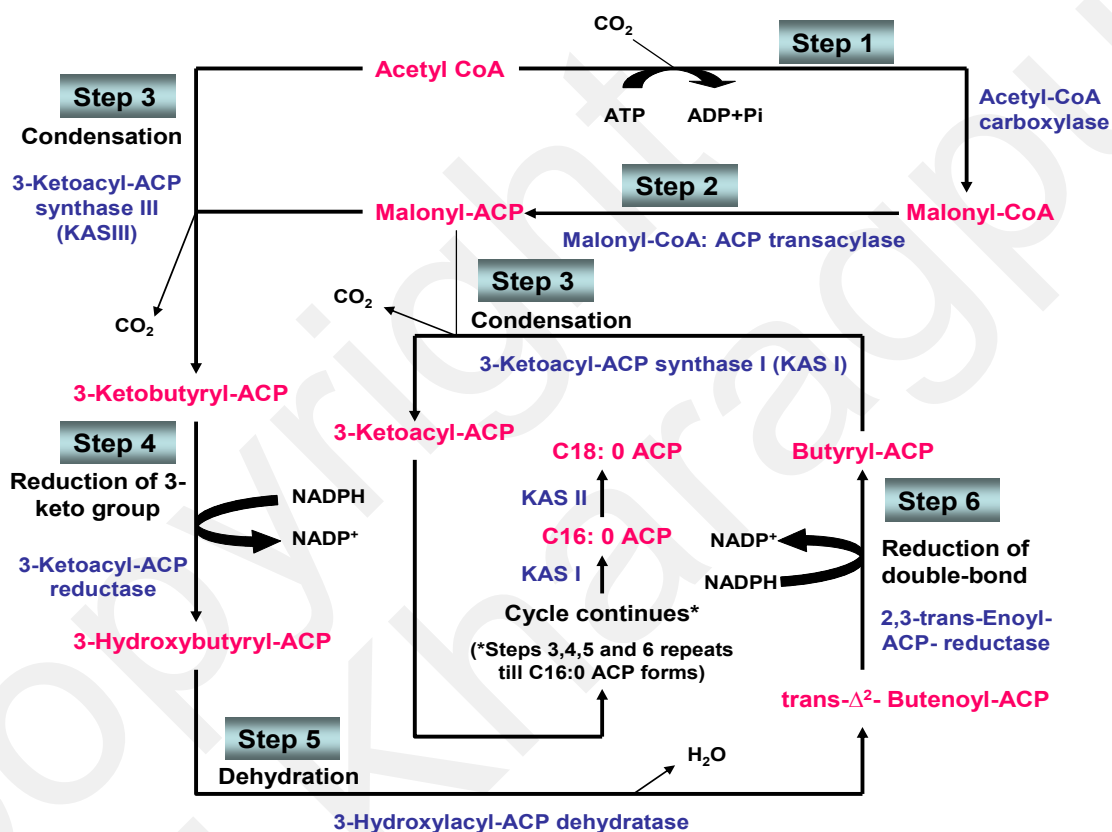 CO₂
Step 1
Acetyl CoA
ATP
ADP+Pi
Acetyl-CoA
carboxylase
Step 3
Condensation
3-Ketoacyl-ACP
synthase III
(KASIII)
CO₂
Step 2
Malonyl-ACP
Malonyl-CoA
Malonyl-CoA: ACP transacylase
Step 3
Condensation
CO₂
3-Ketoacyl-ACP synthase I (KAS I)
3-Ketobutyryl-ACP
3-Ketoacyl-ACP
Butyryl-ACP
Step 4
Reduction of 3-
keto group
NADPH
NADP⁺
3-Ketoacyl-ACP
reductase
C18: 0 ACP
KAS II
C16: 0 ACP
KAS I
Cycle continues*
(*Steps 3,4,5 and 6 repeats
till C16:0 ACP forms)
Step 6
Reduction of
double-bond
NADP⁺
NADPH
2,3-trans-Enoyl-
ACP- reductase
3-Hydroxybutyryl-ACP
trans-Δ²- Butenoyl-ACP
Step 5
Dehydration
H₂O
3-Hydroxylacyl-ACP dehydratase